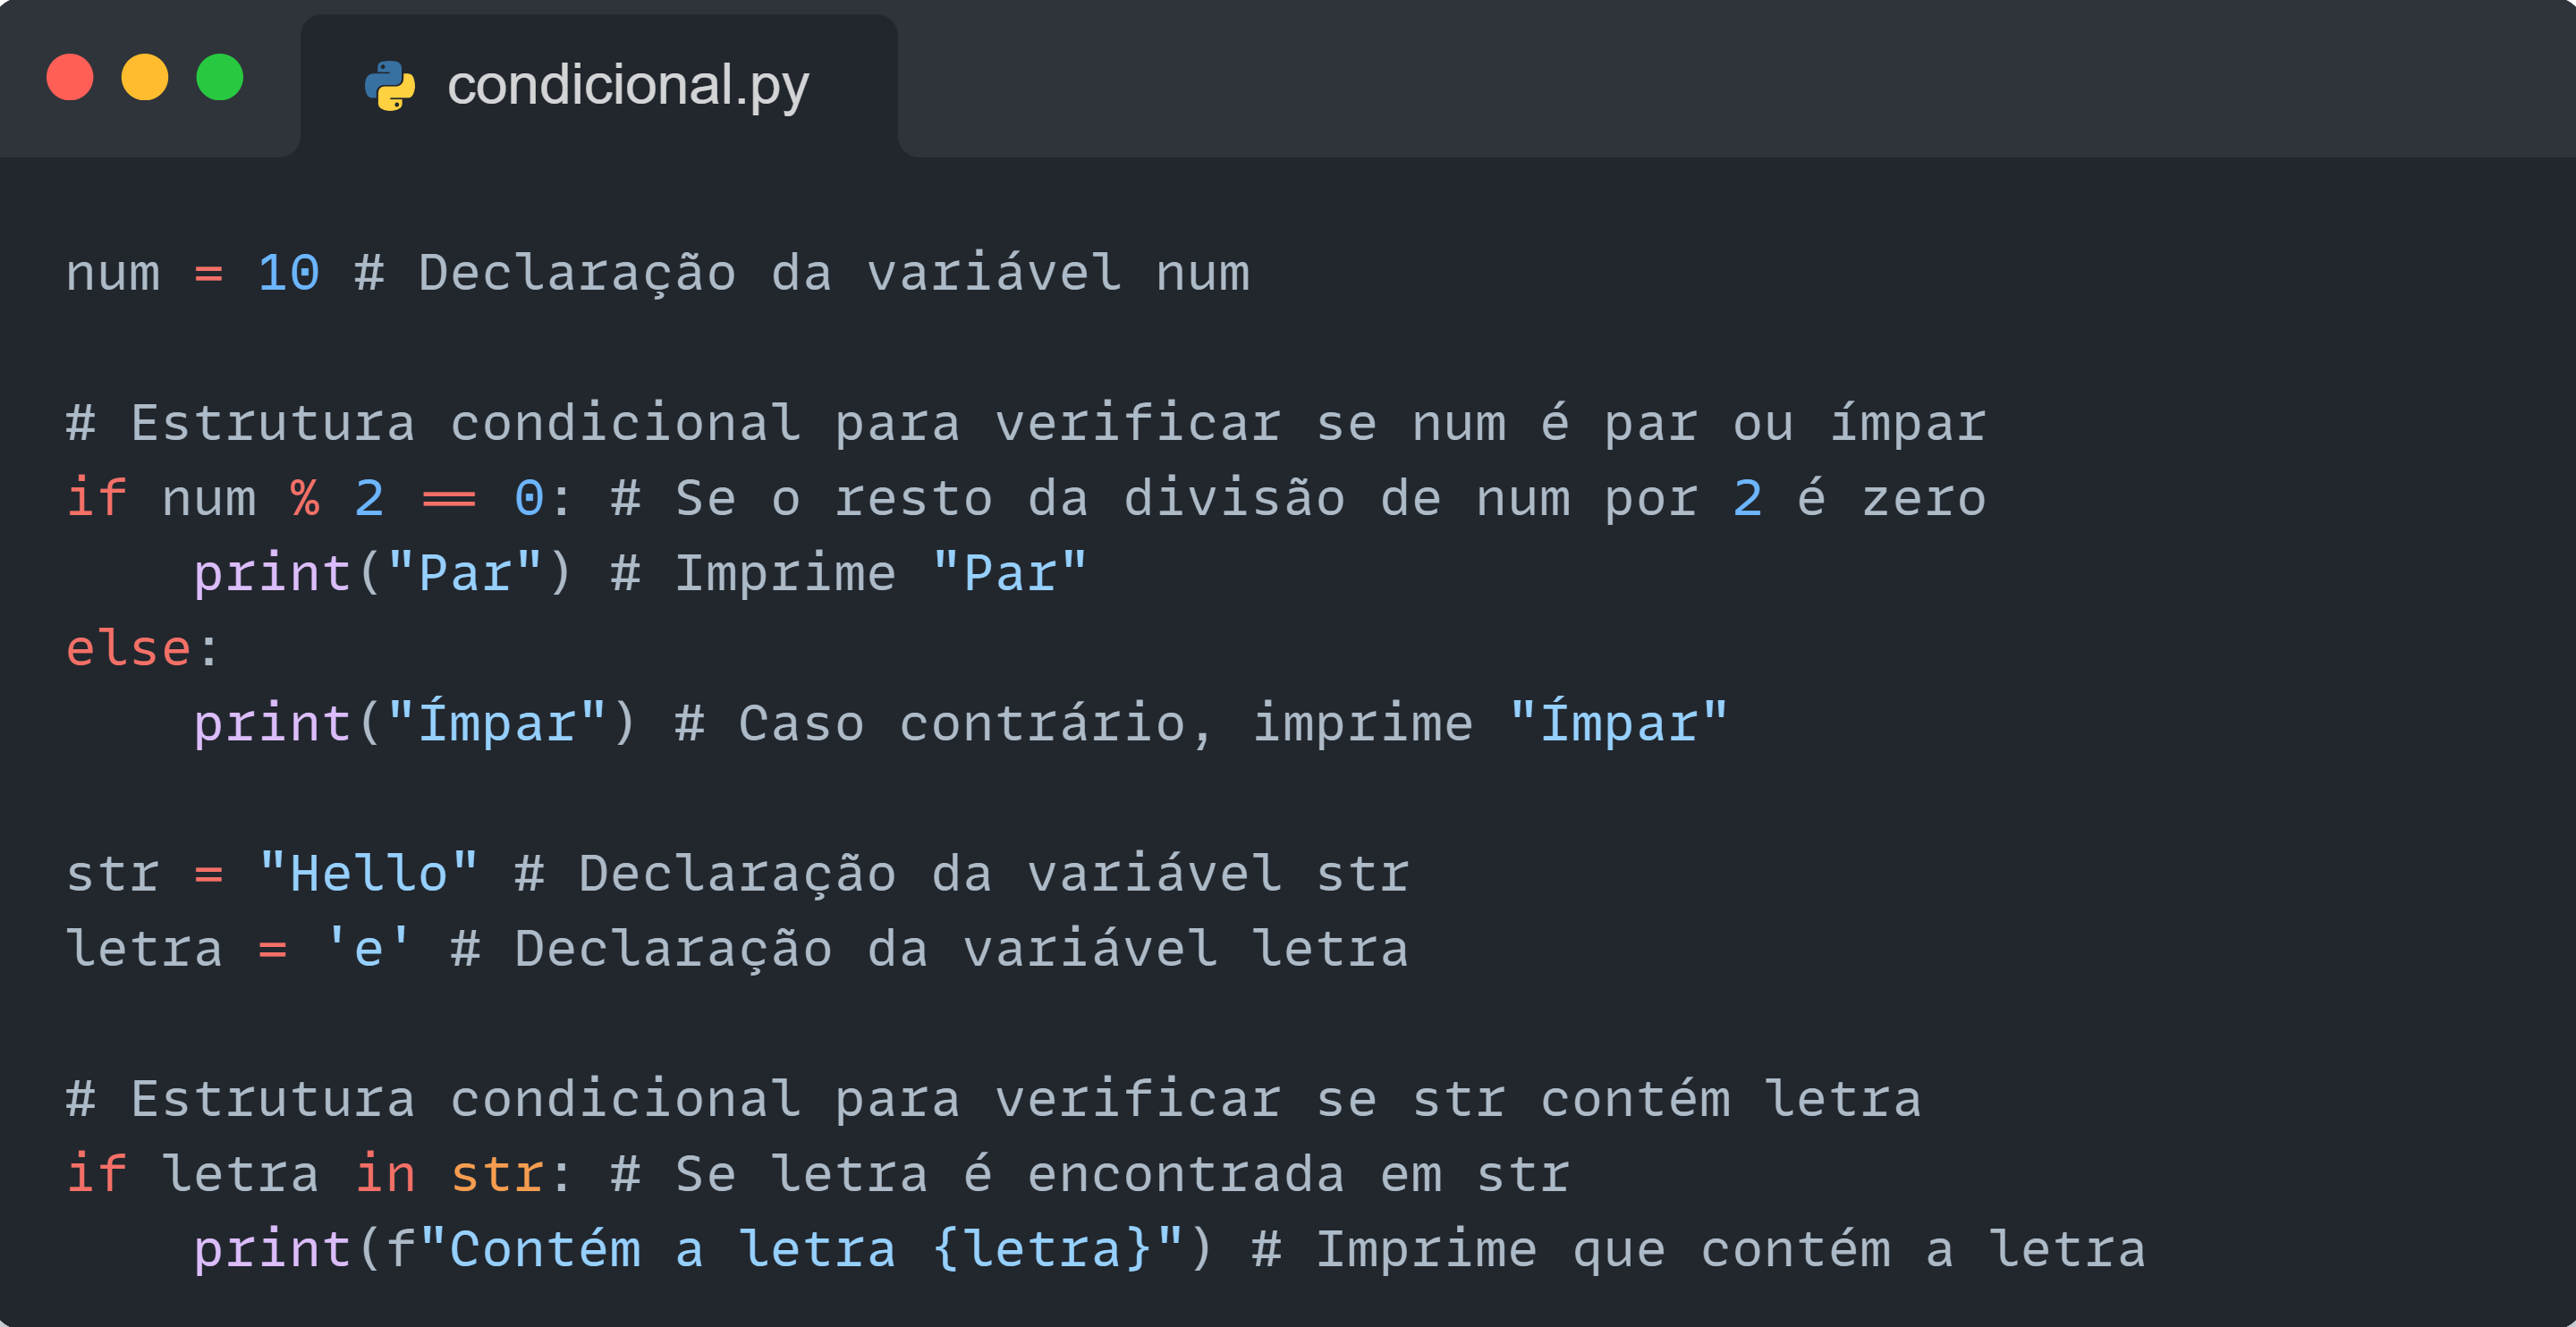 condicional.py
num = 10 # Declaração da variável num
# Estrutura condicional para verificar se num é par ou ímpar
if num % 2 == 0: # Se o resto da divisão de num por 2 é zero
    print("Par") # Imprime "Par"
else:
    print("Ímpar") # Caso contrário, imprime "Ímpar"
str = "Hello" # Declaração da variável str
letra = 'e' # Declaração da variável letra
# Estrutura condicional para verificar se str contém letra
if letra in str: # Se letra é encontrada em str
    print(f"Contém a letra {letra}") # Imprime que contém a letra